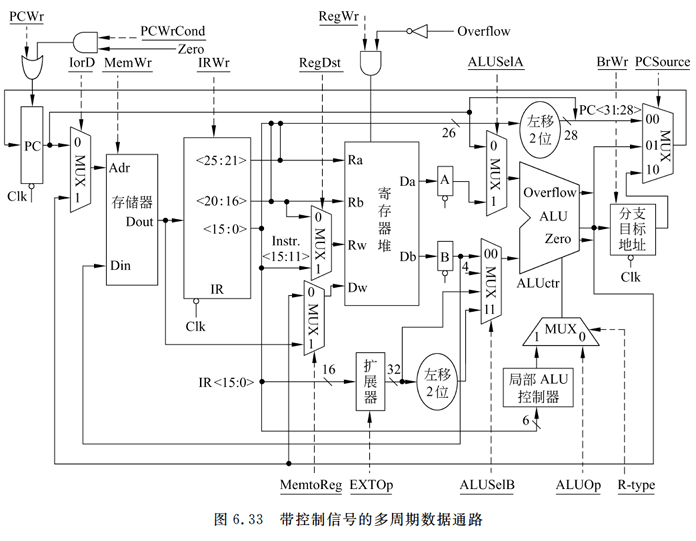 PCWr
PCWrCond
Zero
RegWr
Overflow
IorD
MemWr
IRWr
RegDst
ALUSelA
BrWr
PCSource
PC
Clk
0
MUX
1
Adr
存储器
Dout
Din
<25:21>
<20:16>
<15:0>
IR
Clk
Instr.
<15:11>
0
MUX
1
0
MUX
1
Ra
Rb
Rw
Dw
寄存器堆
Da
Db
A
B
26
左移
2位
28
PC<31:28>
0
MUX
1
4
00
MUX
11
Overflow
ALU
Zero
ALUctr
00
01
10
MUX
分支
目标
地址
Clk
MUX
1
0
局部 ALU
控制器
6
IR<15:0>
16
扩展器
32
左移
2位
MemtoReg
EXTOp
ALUSelB
ALUOp
R-type
图 6.33 带控制信号的多周期数据通路